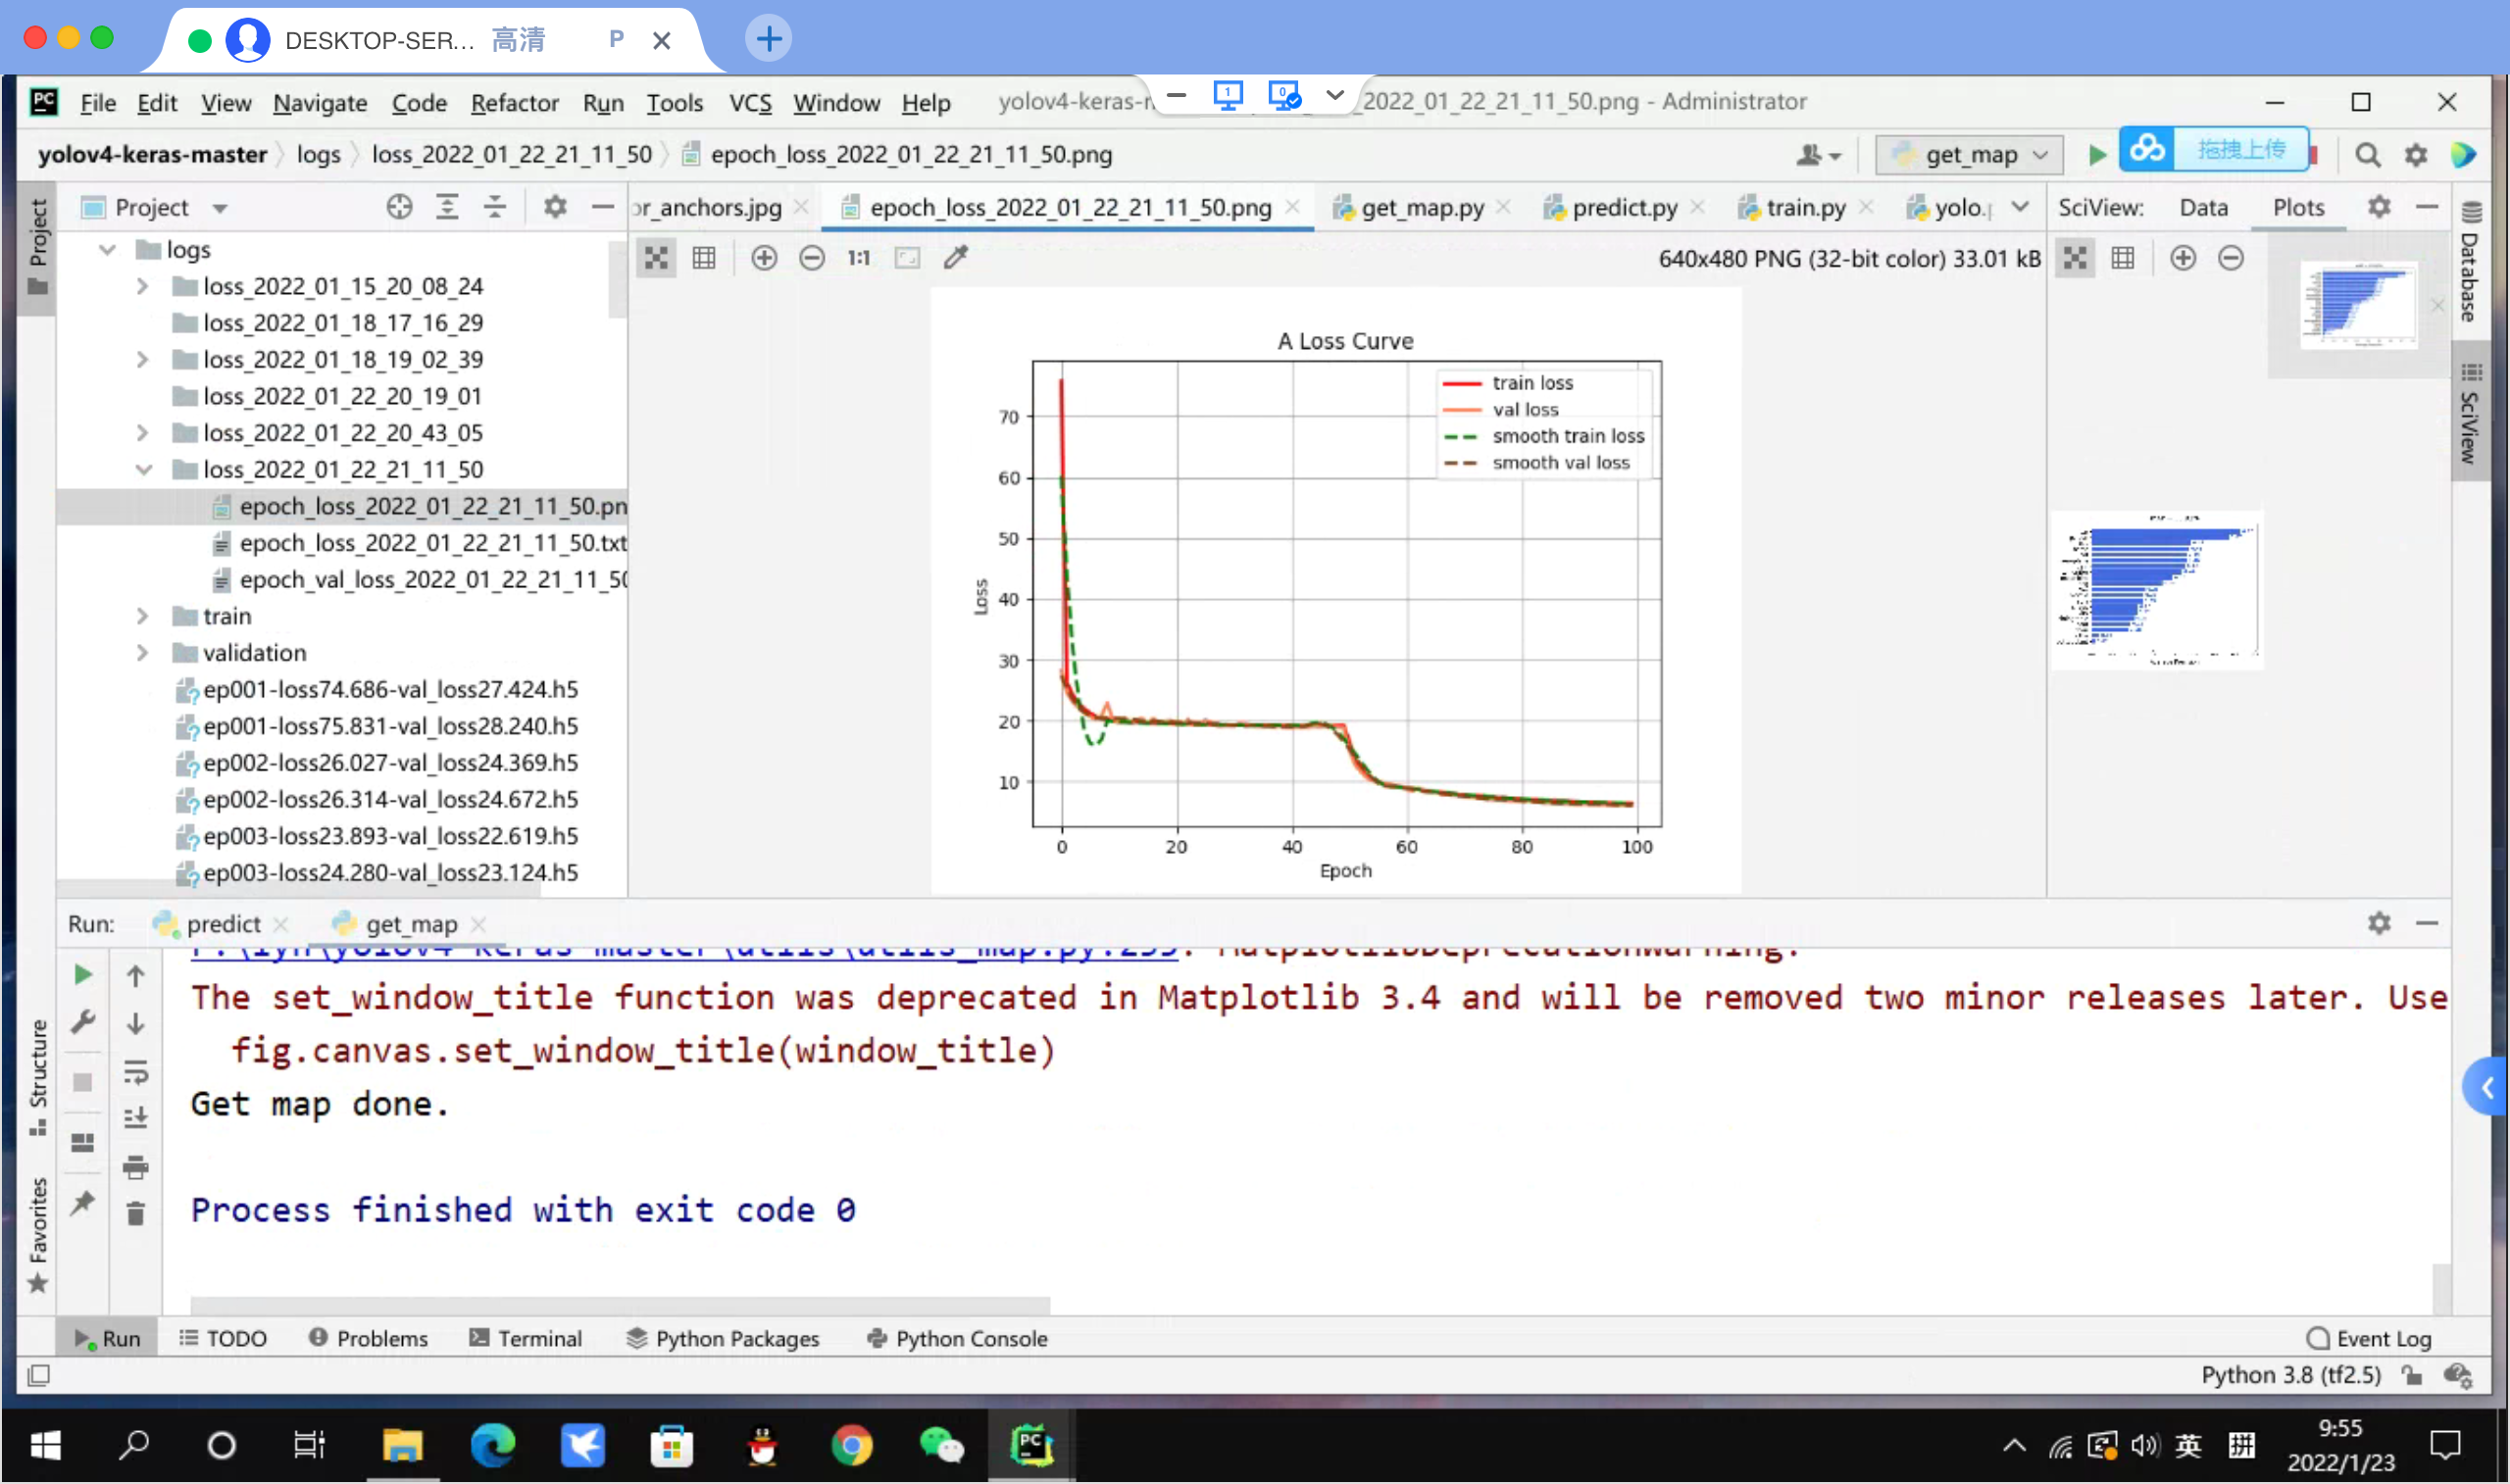 DESKTOP-SER... 高清 P
File Edit View Navigate Code Refactor Run Tools VCS Window Help yolov4-keras-m 2022_01_22_21_11_50.png - Administrator
yolov4-keras-master logs loss_2022_01_22_21_11_50 epoch_loss_2022_01_22_21_11_50.png get_map 拖拽上传
Project or_anchors.jpg epoch_loss_2022_01_22_21_11_50.png get_map.py predict.py train.py yolo. SciView: Data Plots
1:1 640x480 PNG (32-bit color) 33.01 kB
Project
logs
loss_2022_01_15_20_08_24
loss_2022_01_18_17_16_29
loss_2022_01_18_19_02_39
loss_2022_01_22_20_19_01
loss_2022_01_22_20_43_05
loss_2022_01_22_21_11_50
epoch_loss_2022_01_22_21_11_50.pn
epoch_loss_2022_01_22_21_11_50.txt
epoch_val_loss_2022_01_22_21_11_50
train
validation
ep001-loss74.686-val_loss27.424.h5
ep001-loss75.831-val_loss28.240.h5
ep002-loss26.027-val_loss24.369.h5
ep002-loss26.314-val_loss24.672.h5
ep003-loss23.893-val_loss22.619.h5
ep003-loss24.280-val_loss23.124.h5
A Loss Curve
train loss
val loss
smooth train loss
smooth val loss
70
60
50
40
30
20
10
Loss
0 20 40 60 80 100
Epoch
Database
SciView
Run: predict get_map
F:\lyh\yolov4-keras-master\utils\utils_map.py:255: MatplotlibDeprecationWarning:
The set_window_title function was deprecated in Matplotlib 3.4 and will be removed two minor releases later. Use
fig.canvas.set_window_title(window_title)
Get map done.
Process finished with exit code 0
Structure
Favorites
Run TODO Problems Terminal Python Packages Python Console Event Log
Python 3.8 (tf2.5)
英 拼 9:55
2022/1/23